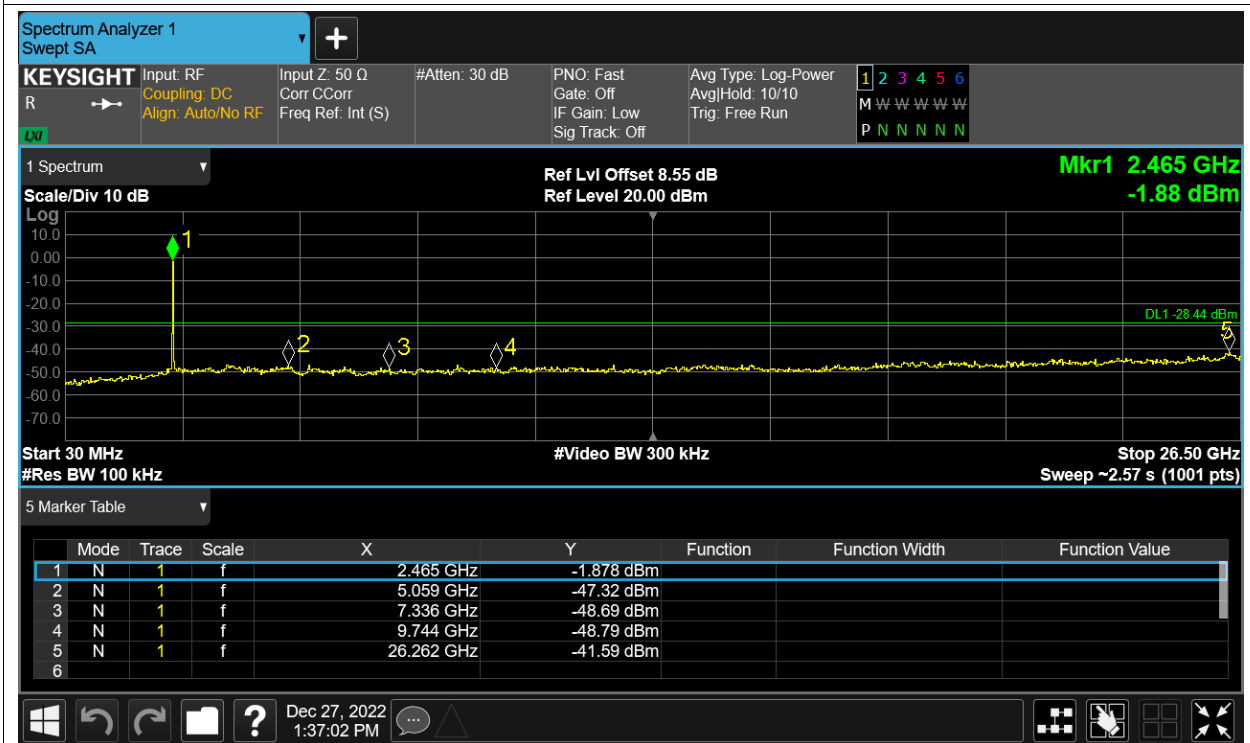 Spectrum Analyzer 1
Swept SA
KEYSIGHT
R
LXI
Input: RF
Coupling: DC
Align: Auto/No RF
Input Z: 50 Ω
Corr CCorr
Freq Ref: Int (S)
#Atten: 30 dB
PNO: Fast
Gate: Off
IF Gain: Low
Sig Track: Off
Avg Type: Log-Power
Avg|Hold: 10/10
Trig: Free Run
1 2 3 4 5 6
M W W W W W
P N N N N N
1 Spectrum
Scale/Div 10 dB
Ref Lvl Offset 8.55 dB
Ref Level 20.00 dBm
Mkr1 2.465 GHz
-1.88 dBm
Log
10.0
0.00
-10.0
-20.0
-30.0
-40.0
-50.0
-60.0
-70.0
1
2
3
4
5
DL1 -28.44 dBm
Start 30 MHz
#Res BW 100 kHz
#Video BW 300 kHz
Stop 26.50 GHz
Sweep ~2.57 s (1001 pts)
5 Marker Table
Mode Trace Scale X Y Function Function Width Function Value
1 N 1 f 2.465 GHz -1.878 dBm
2 N 1 f 5.059 GHz -47.32 dBm
3 N 1 f 7.336 GHz -48.69 dBm
4 N 1 f 9.744 GHz -48.79 dBm
5 N 1 f 26.262 GHz -41.59 dBm
6
?
Dec 27, 2022
1:37:02 PM